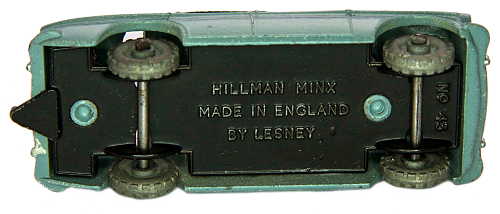 HILLMAN MINX
MADE IN ENGLAND
BY LESNEY
NO 43